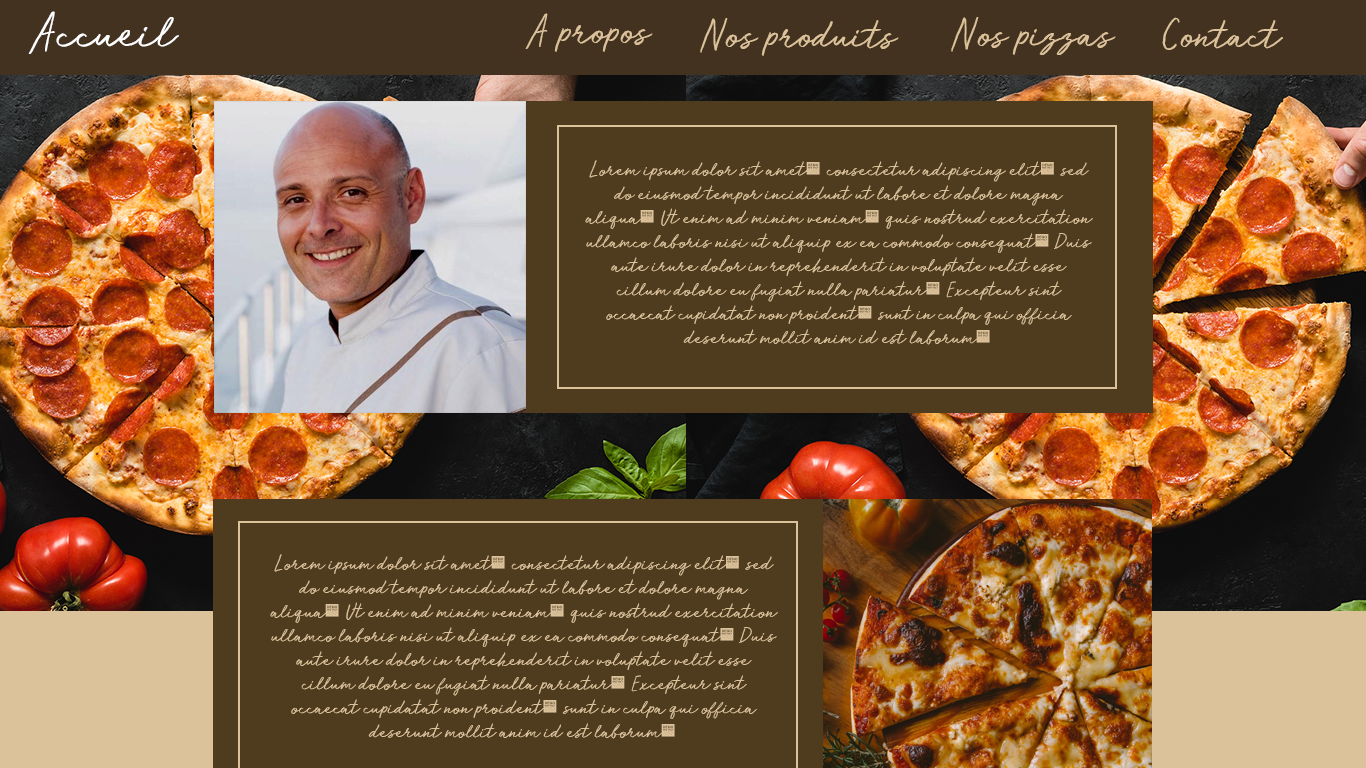 Accueil
A propos
Nos produits
Nos pizzas
Contact
Lorem ipsum dolor sit amet consectetur adipiscing elit sed
do eiusmod tempor incididunt ut labore et dolore magna
aliqua Ut enim ad minim veniam quis nostrud exercitation
ullamco laboris nisi ut aliquip ex ea commodo consequat Duis
aute irure dolor in reprehenderit in voluptate velit esse
cillum dolore eu fugiat nulla pariatur Excepteur sint
occaecat cupidatat non proident sunt in culpa qui officia
deserunt mollit anim id est laborum
Lorem ipsum dolor sit amet consectetur adipiscing elit sed
do eiusmod tempor incididunt ut labore et dolore magna
aliqua Ut enim ad minim veniam quis nostrud exercitation
ullamco laboris nisi ut aliquip ex ea commodo consequat Duis
aute irure dolor in reprehenderit in voluptate velit esse
cillum dolore eu fugiat nulla pariatur Excepteur sint
occaecat cupidatat non proident sunt in culpa qui officia
deserunt mollit anim id est laborum